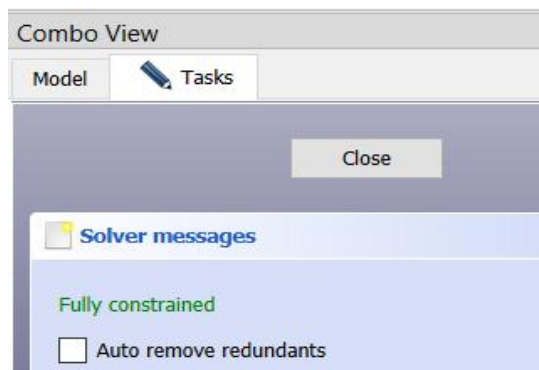 Combo View
Model Tasks
Close
Solver messages
Fully constrained
Auto remove redundants